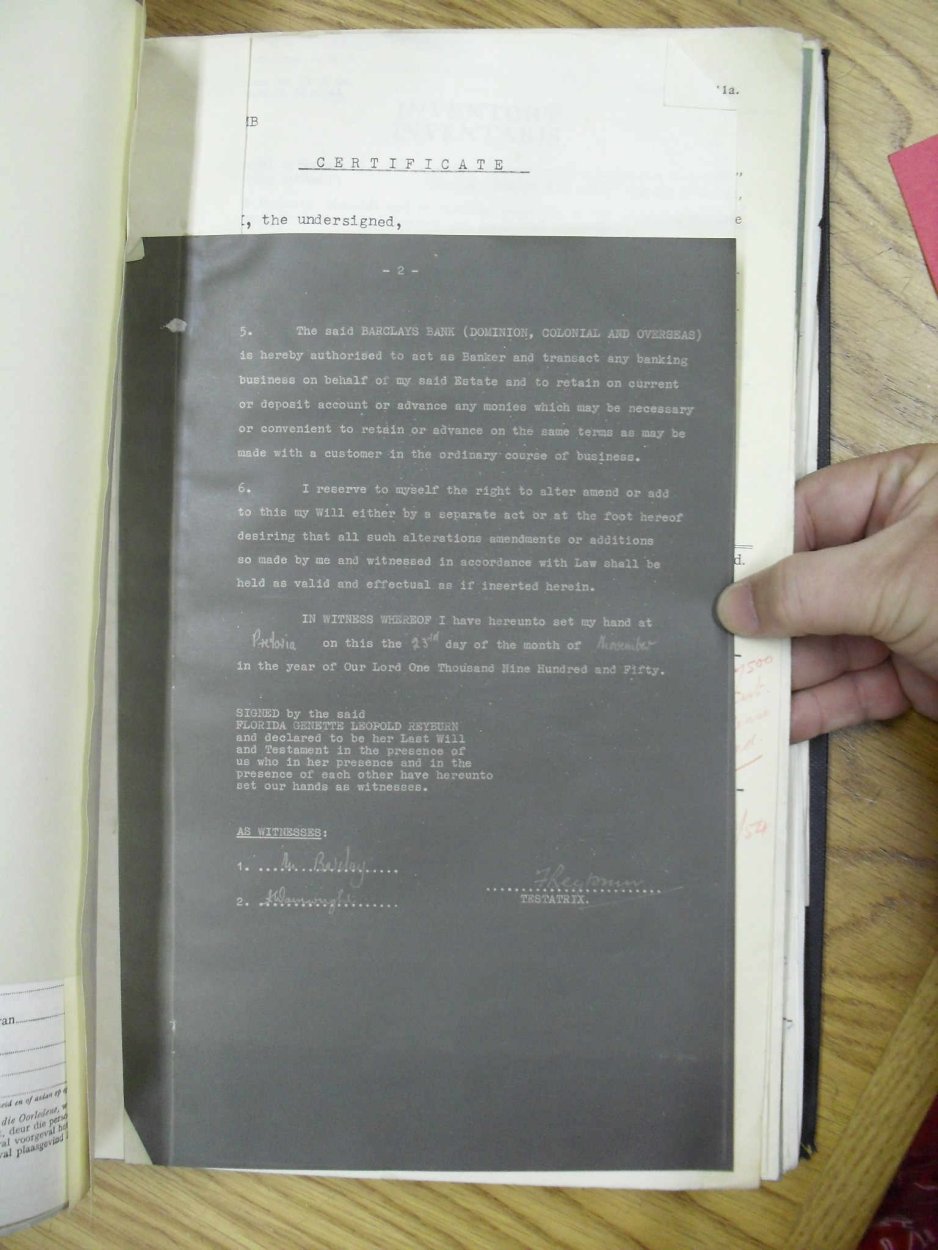 '1a.
CERTIFICATE
I, the undersigned,
- 2 -
5. The said BARCLAYS BANK (DOMINION, COLONIAL AND OVERSEAS)
is hereby authorised to act as Banker and transact any banking
business on behalf of my said Estate and to retain on current
or deposit account or advance any monies which may be necessary
or convenient to retain or advance on the same terms as may be
made with a customer in the ordinary course of business.
6. I reserve to myself the right to alter amend or add
to this my Will either by a separate act or at the foot hereof
desiring that all such alterations amendments or additions
so made by me and witnessed in accordance with Law shall be
held as valid and effectual as if inserted herein.
IN WITNESS WHEREOF I have hereunto set my hand at
Pretoria on this the 23rd day of the month of November
in the year of Our Lord One Thousand Nine Hundred and Fifty.
SIGNED by the said
FLORIDA GENETTE LEOPOLD REYBURN
and declared to be her Last Will
and Testament in the presence of
us who in her presence and in the
presence of each other have hereunto
set our hands as witnesses.
AS WITNESSES:
1.
2.
FReyburn
TESTATRIX.
d.
van
die Oorledene,
, deur die
val voorgeval
val plaasgevind